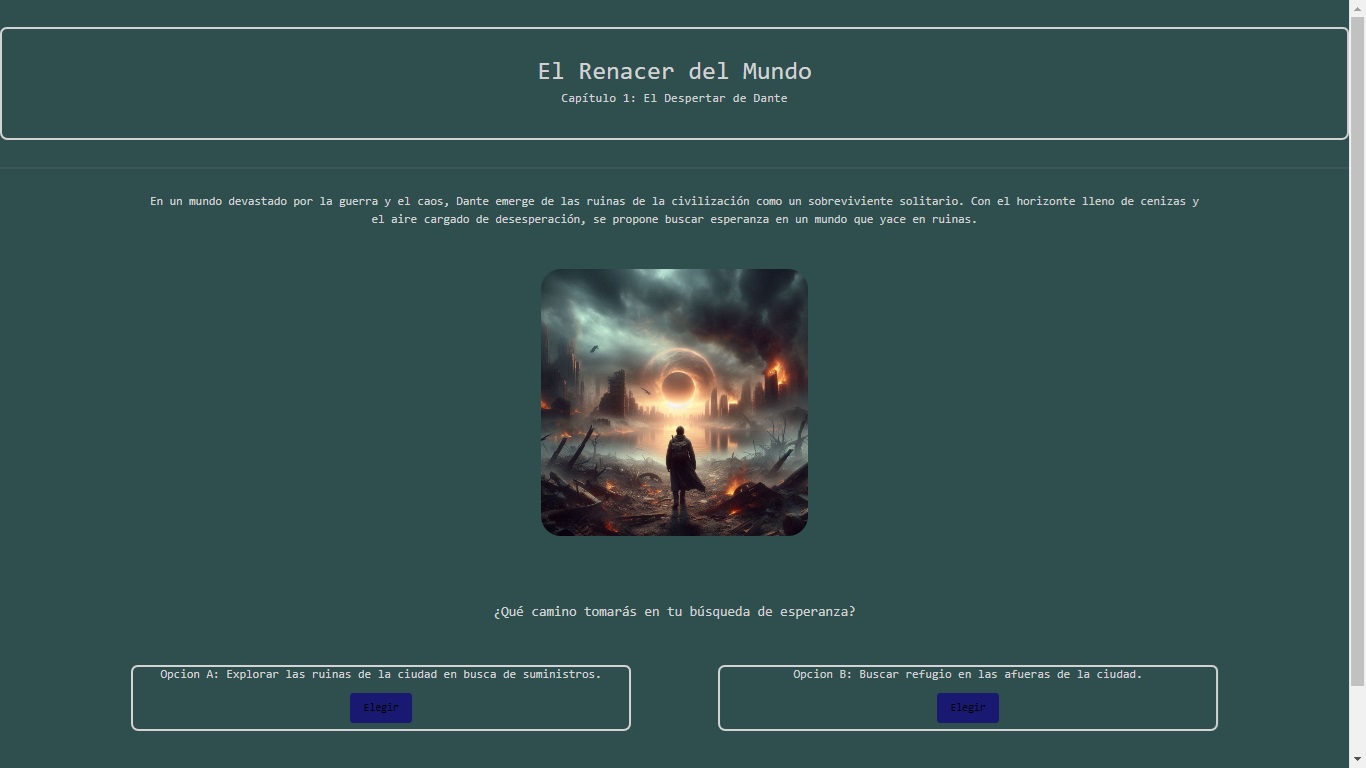 El Renacer del Mundo
Capítulo 1: El Despertar de Dante
En un mundo devastado por la guerra y el caos, Dante emerge de las ruinas de la civilización como un sobreviviente solitario. Con el horizonte lleno de cenizas y
el aire cargado de desesperación, se propone buscar esperanza en un mundo que yace en ruinas.
¿Qué camino tomarás en tu búsqueda de esperanza?
Opcion A: Explorar las ruinas de la ciudad en busca de suministros.
Elegir
Opcion B: Buscar refugio en las afueras de la ciudad.
Elegir